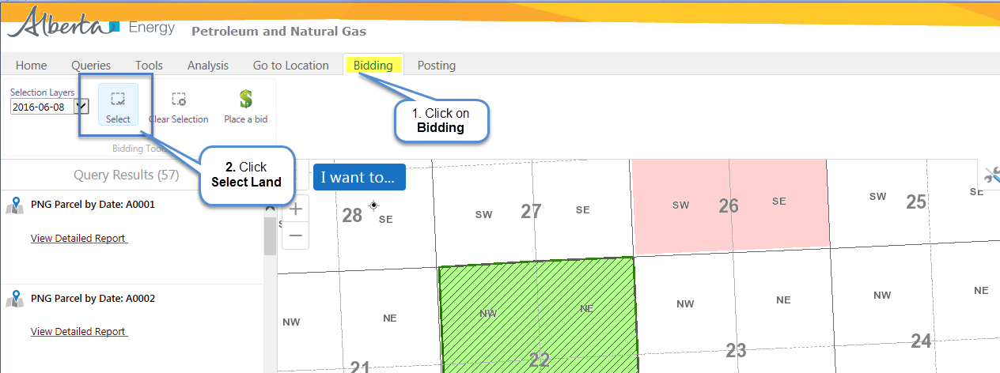 Alberta Energy Petroleum and Natural Gas
Home Queries Tools Analysis Go to Location Bidding Posting
Selection Layers
2016-06-08
Select Clear Selection Place a bid
Bidding Tools
1. Click on
Bidding
2. Click
Select Land
Query Results (57)
I want to...
PNG Parcel by Date: A0001
View Detailed Report
PNG Parcel by Date: A0002
View Detailed Report
28 SE SW 27 SE SW 26 SE SW 25 SE
NW NE NW NE NW NE NW NE
21 22 23 24